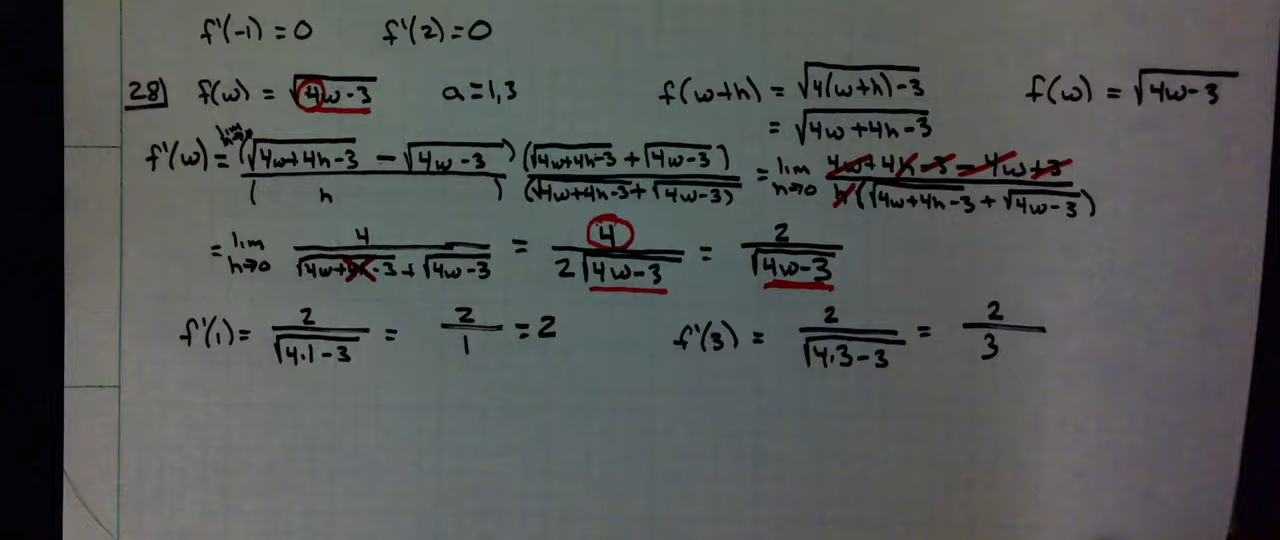 f'(-1) = 0 f'(2) = 0
28) f(w) = √(4w-3) a = 1,3 f(w+h) = √(4(w+h)-3) f(w) = √(4w-3)
= √(4w+4h-3)
f'(w) = lim h→0 (√(4w+4h-3) - √(4w-3))/(h) (√(4w+4h-3) + √(4w-3))/(√(4w+4h-3) + √(4w-3)) = lim h→0 (4w+4h-3-4w+3)/(h(√(4w+4h-3) + √(4w-3)))
= lim h→0 4/(√(4w+4h-3) + √(4w-3)) = 4/(2√(4w-3)) = 2/√(4w-3)
f'(1) = 2/√(4·1-3) = 2/1 = 2 f'(3) = 2/√(4·3-3) = 2/3